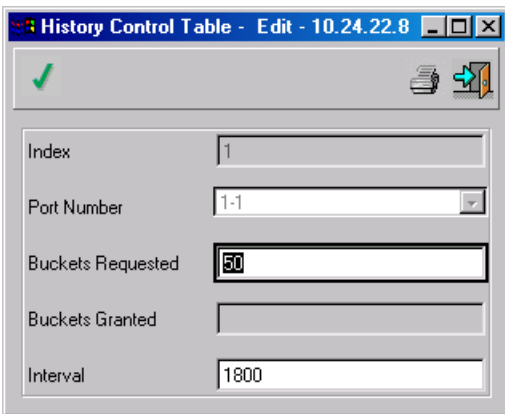 History Control Table - Edit - 10.24.22.8
Index 1
Port Number 1-1
Buckets Requested 50
Buckets Granted
Interval 1800